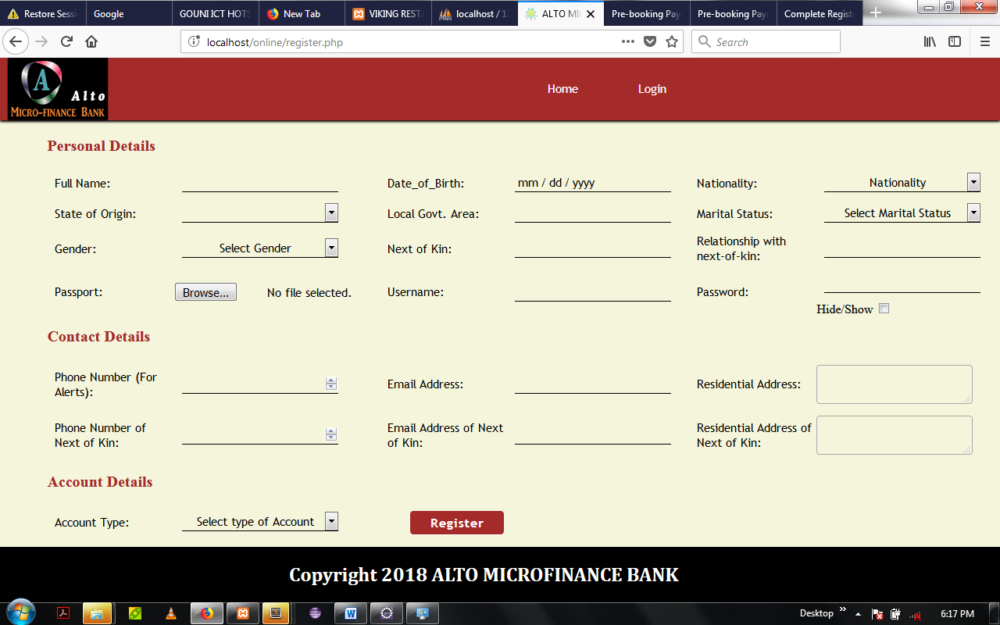 Restore Sessi
Google
GOUNI ICT HOTS
New Tab
VIKING REST
localhost / 12
ALTO MI
Pre-booking Pay
Pre-booking Pay
Complete Regist
localhost/online/register.php
Search
A Alto
MICRO-FINANCE BANK
Home
Login
Personal Details
Full Name:
Date_of_Birth: mm / dd / yyyy
Nationality: Nationality
State of Origin:
Local Govt. Area:
Marital Status: Select Marital Status
Gender: Select Gender
Next of Kin:
Relationship with
next-of-kin:
Passport: Browse... No file selected.
Username:
Password:
Hide/Show
Contact Details
Phone Number (For
Alerts):
Email Address:
Residential Address:
Phone Number of
Next of Kin:
Email Address of Next
of Kin:
Residential Address of
Next of Kin:
Account Details
Account Type: Select type of Account
Register
Copyright 2018 ALTO MICROFINANCE BANK
Desktop
6:17 PM